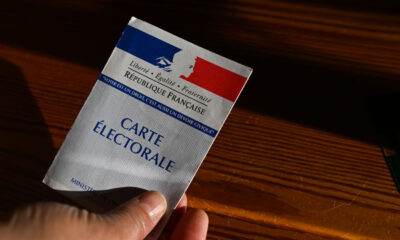 Liberté • Égalité • Fraternité
RÉPUBLIQUE FRANÇAISE
"VOTER EST UN DROIT, C'EST AUSSI UN DEVOIR CIVIQUE"
CARTE
ÉLECTORALE